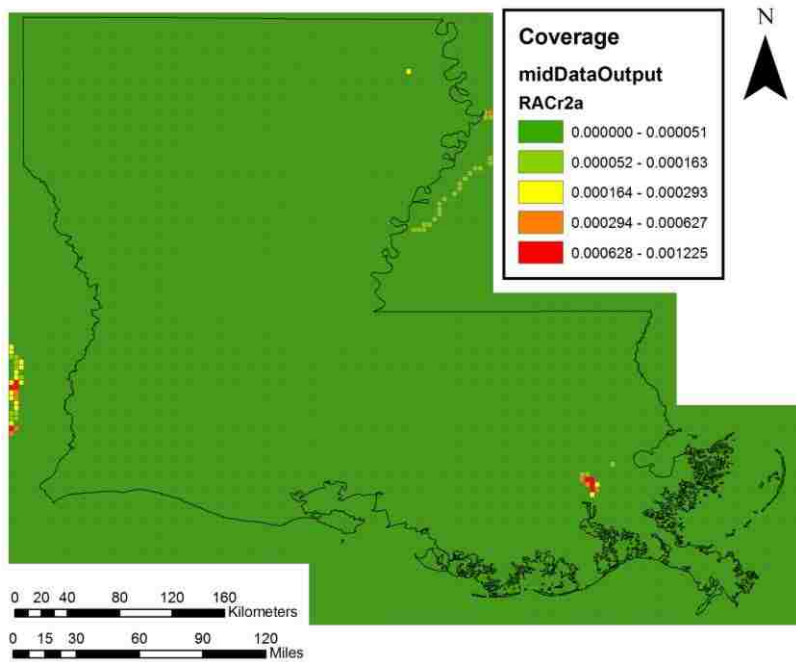 N
Coverage
midDataOutput
RACr2a
0.000000 - 0.000051
0.000052 - 0.000163
0.000164 - 0.000293
0.000294 - 0.000627
0.000628 - 0.001225
0 20 40 80 120 160
Kilometers
0 15 30 60 90 120
Miles